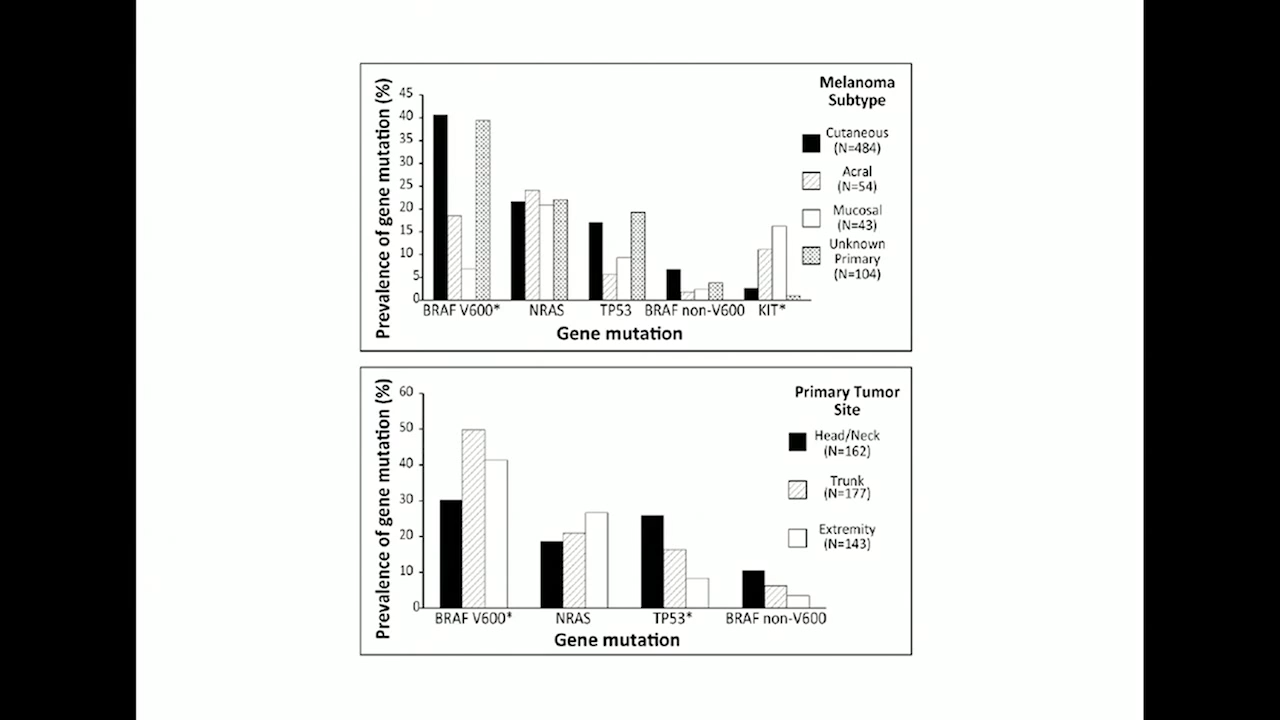 Prevalence of gene mutation (%)
45
40
35
30
25
20
15
10
5
0
BRAF V600*
NRAS
TP53
BRAF non-V600
KIT*
Gene mutation
Melanoma
Subtype
Cutaneous
(N=484)
Acral
(N=54)
Mucosal
(N=43)
Unknown
Primary
(N=104)
Prevalence of gene mutation (%)
60
50
40
30
20
10
0
BRAF V600*
NRAS
TP53*
BRAF non-V600
Gene mutation
Primary Tumor
Site
Head/Neck
(N=162)
Trunk
(N=177)
Extremity
(N=143)